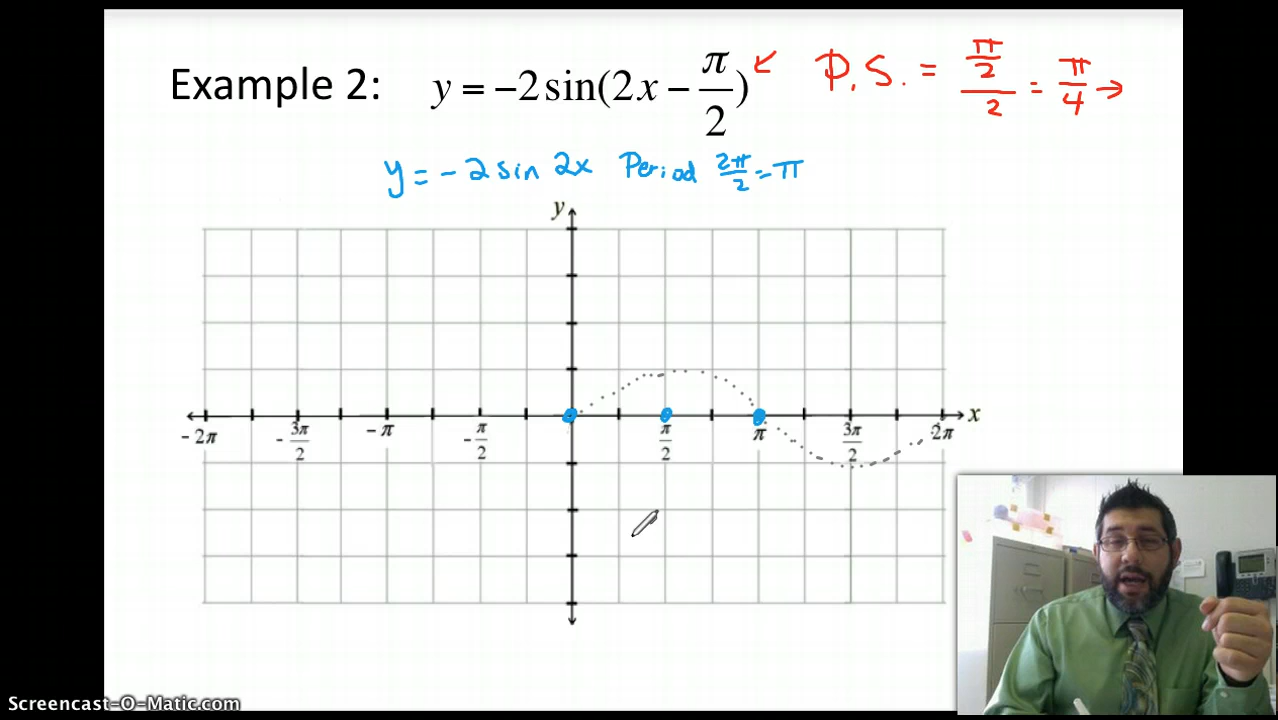 Example 2: y = −2 sin(2x − π/2) ↙ P.S. = (π/2)/2 = π/4 →
y = -2 sin 2x Period 2π/2 = π
y
x
-2π -3π/2 -π -π/2 π/2 π 3π/2 2π
Screencast-O-Matic.com